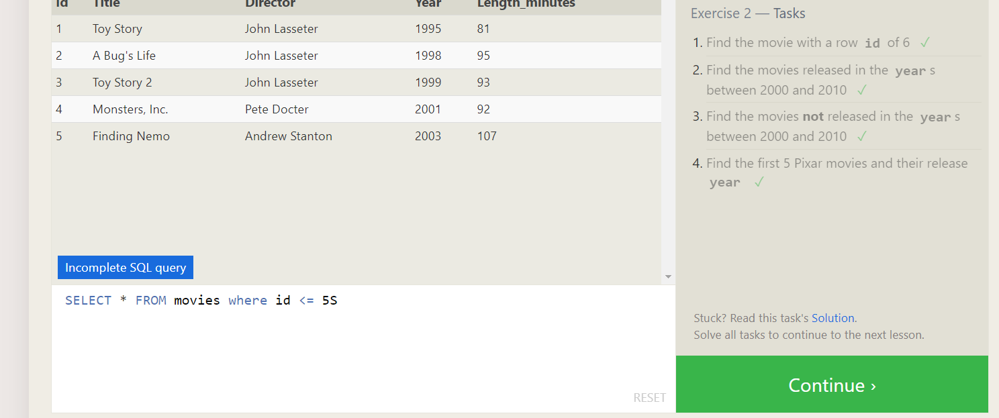 Id Title Director Year Length_minutes
1 Toy Story John Lasseter 1995 81
2 A Bug's Life John Lasseter 1998 95
3 Toy Story 2 John Lasseter 1999 93
4 Monsters, Inc. Pete Docter 2001 92
5 Finding Nemo Andrew Stanton 2003 107
Incomplete SQL query
SELECT * FROM movies where id <= 5S
RESET
Exercise 2 — Tasks
1. Find the movie with a row id of 6 ✓
2. Find the movies released in the year s
between 2000 and 2010 ✓
3. Find the movies not released in the year s
between 2000 and 2010 ✓
4. Find the first 5 Pixar movies and their release
year ✓
Stuck? Read this task's Solution.
Solve all tasks to continue to the next lesson.
Continue ›